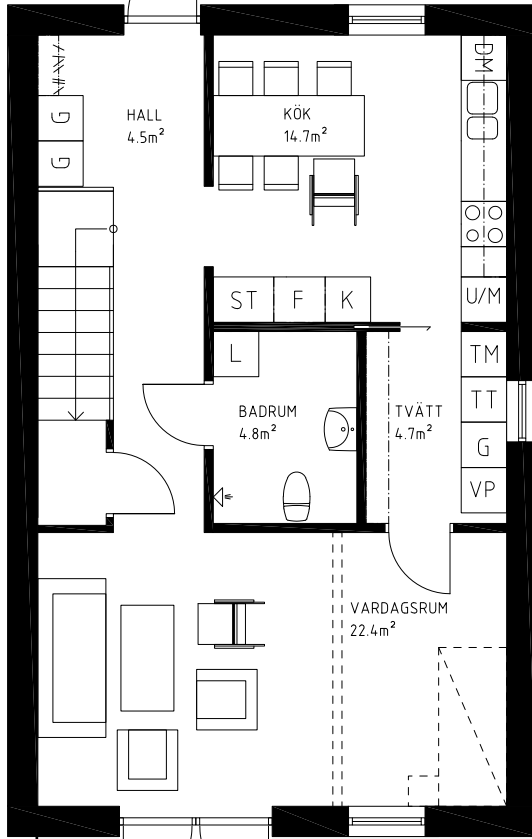 DM
HALL
4.5m²
KÖK
14.7m²
G
G
ST
F
K
U/M
L
TM
BADRUM
4.8m²
TVÄTT
4.7m²
TT
G
VP
VARDAGSRUM
22.4m²